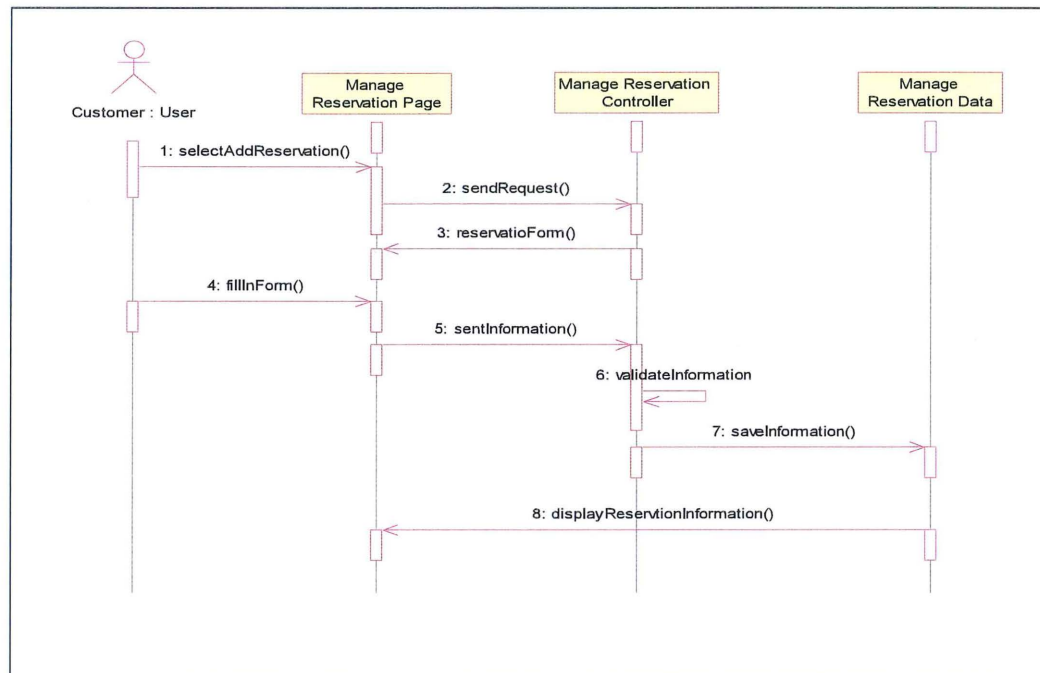 Customer : User
Manage
Reservation Page
Manage Reservation
Controller
Manage
Reservation Data
1: selectAddReservation()
2: sendRequest()
3: reservatioForm()
4: fillInForm()
5: sentInformation()
6: validateInformation
7: saveInformation()
8: displayReservtionInformation()